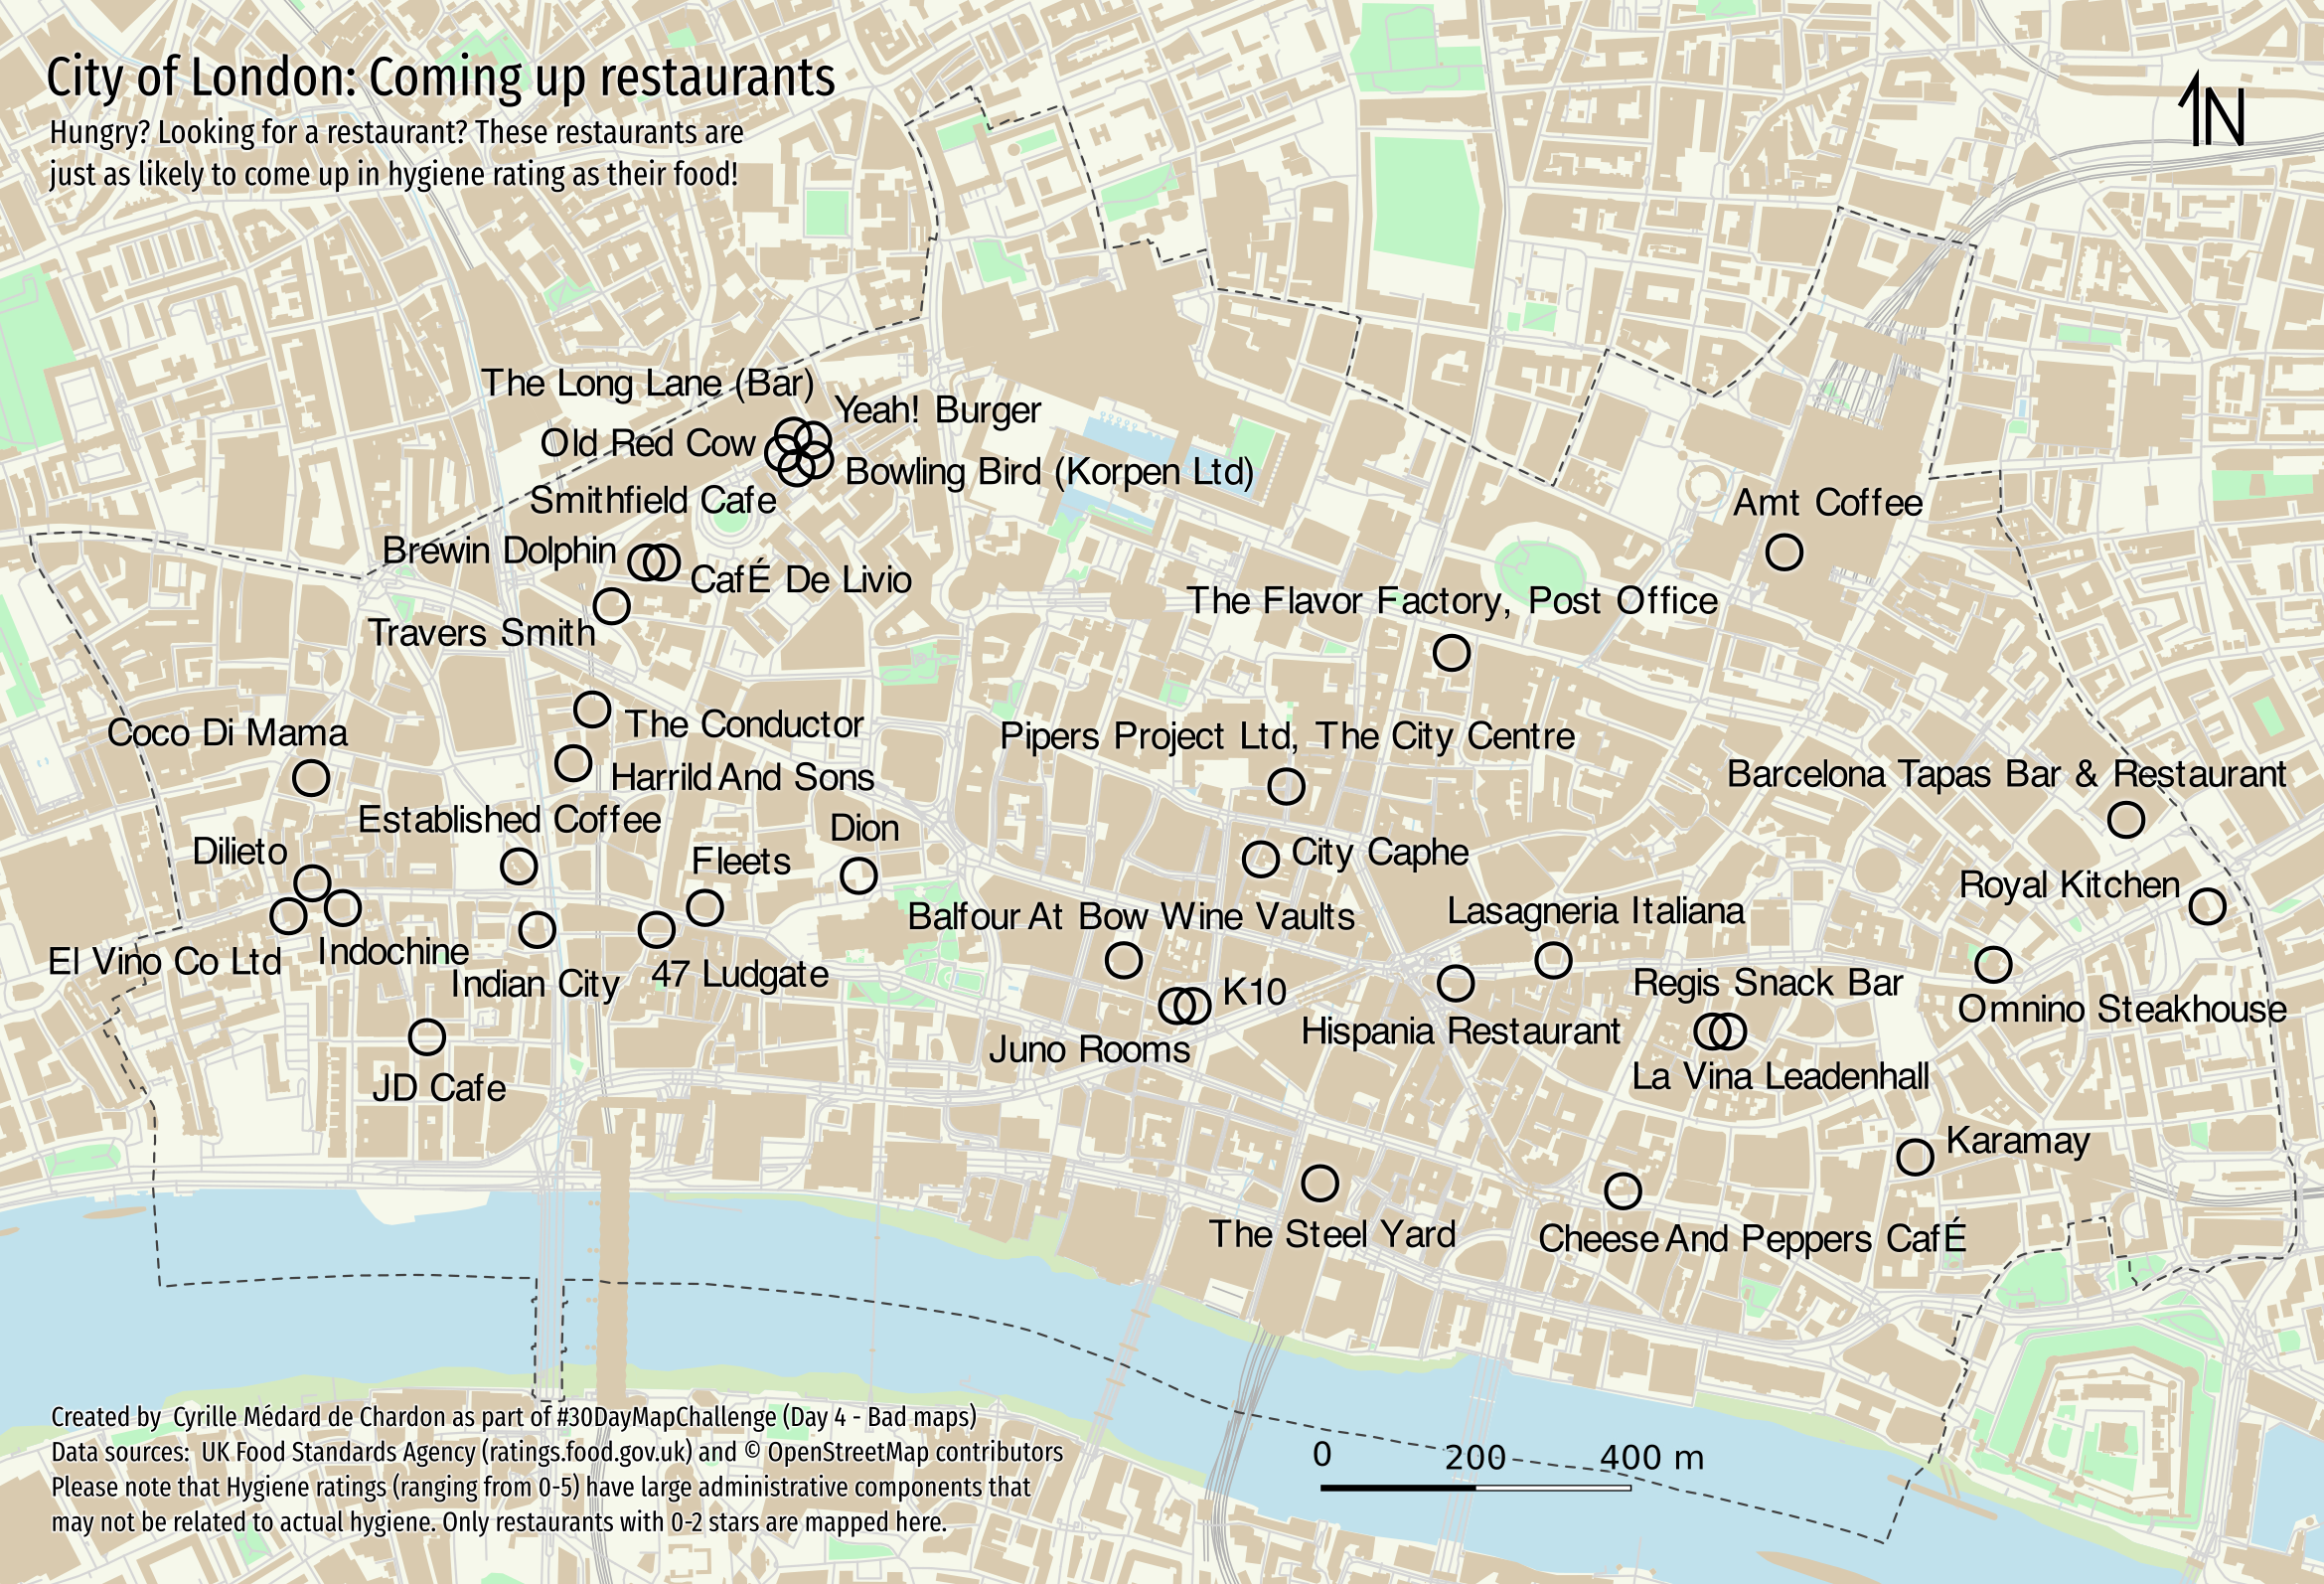 City of London: Coming up restaurants
Hungry? Looking for a restaurant? These restaurants are
just as likely to come up in hygiene rating as their food!
N
The Long Lane (Bar)
Yeah! Burger
Old Red Cow
Bowling Bird (Korpen Ltd)
Smithfield Cafe
Amt Coffee
Brewin Dolphin
CafÉ De Livio
The Flavor Factory, Post Office
Travers Smith
The Conductor
Coco Di Mama
Pipers Project Ltd, The City Centre
Harrild And Sons
Barcelona Tapas Bar & Restaurant
Established Coffee
Dion
Dilieto
Fleets
City Caphe
Royal Kitchen
Balfour At Bow Wine Vaults
Lasagneria Italiana
El Vino Co Ltd
Indochine
Indian City
47 Ludgate
K10
Regis Snack Bar
Omnino Steakhouse
Hispania Restaurant
Juno Rooms
La Vina Leadenhall
JD Cafe
Karamay
The Steel Yard
Cheese And Peppers CafÉ
Created by Cyrille Médard de Chardon as part of #30DayMapChallenge (Day 4 - Bad maps)
Data sources: UK Food Standards Agency (ratings.food.gov.uk) and © OpenStreetMap contributors
Please note that Hygiene ratings (ranging from 0-5) have large administrative components that
may not be related to actual hygiene. Only restaurants with 0-2 stars are mapped here.
0 200 400 m